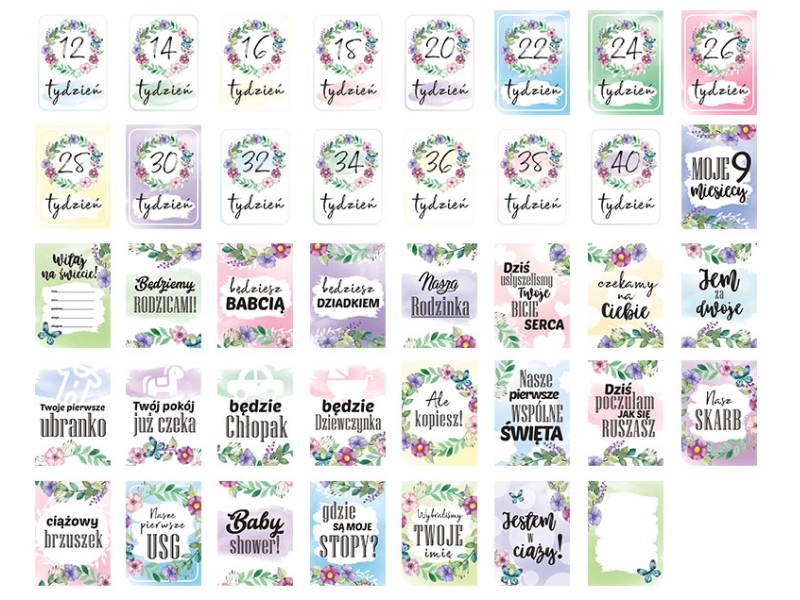 12
tydzień
14
tydzień
16
tydzień
18
tydzień
20
tydzień
22
tydzień
24
tydzień
26
tydzień
28
tydzień
30
tydzień
32
tydzień
34
tydzień
36
tydzień
38
tydzień
40
tydzień
MOJE 9
miesięcy
Witaj
na świecie!
Będziemy
RODZICAMI!
będziesz
BABCIĄ
będziesz
DZIADKIEM
Nasza
Rodzinka
Dziś
usłyszeliśmy
Twoje
BICIE
SERCA
czekamy
na
Ciebie
Jem
za
dwoje
Twoje pierwsze
ubranko
Twój pokój
już czeka
będzie
Chłopak
będzie
Dziewczynka
Ale
kopiesz!
Nasze
pierwsze
WSPÓLNE
ŚWIĘTA
Dziś
poczułam
JAK SIĘ
RUSZASZ
Nasz
SKARB
ciążowy
brzuszek
Nasze
pierwsze
USG
Baby
shower!
gdzie
SĄ MOJE
STOPY?
Wybraliśmy
TWOJE
imię
Jestem
w
ciąży!